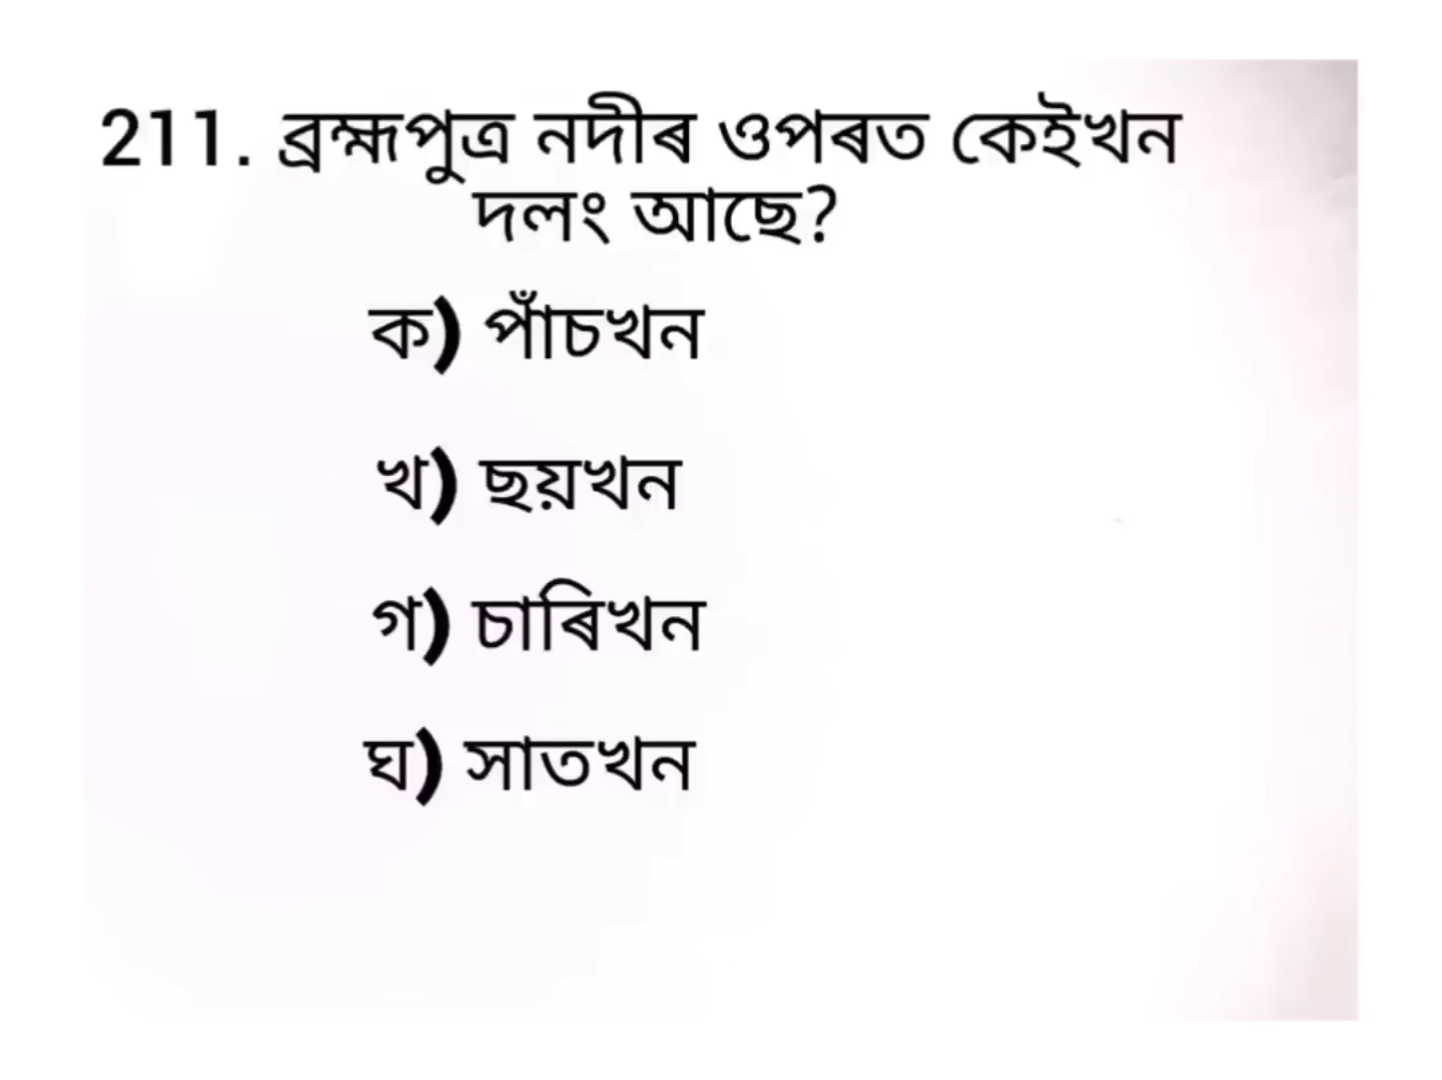 211. ব্ৰহ্মপুত্ৰ নদীৰ ওপৰত কেইখন
দলং আছে?
ক) পাঁচখন
খ) ছয়খন
গ) চাৰিখন
ঘ) সাতখন